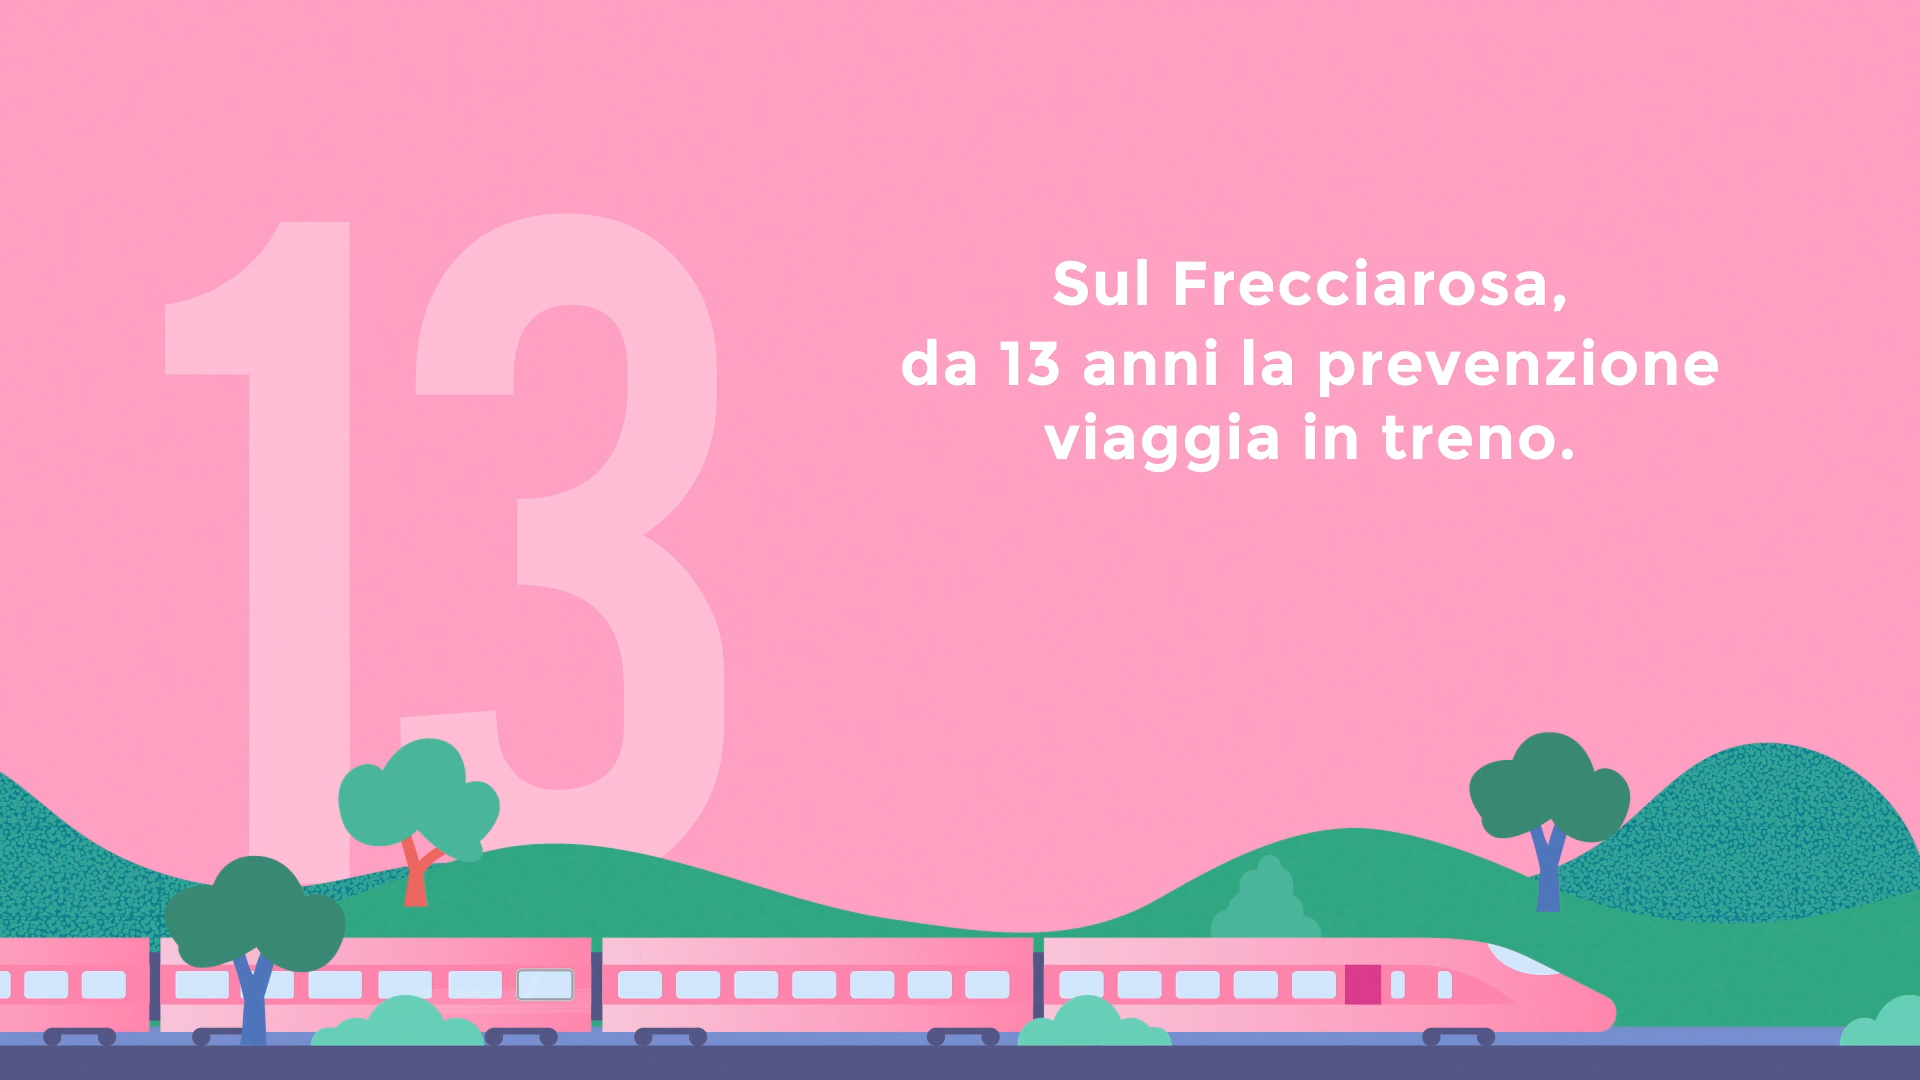 13
Sul Frecciarosa,
da 13 anni la prevenzione
viaggia in treno.